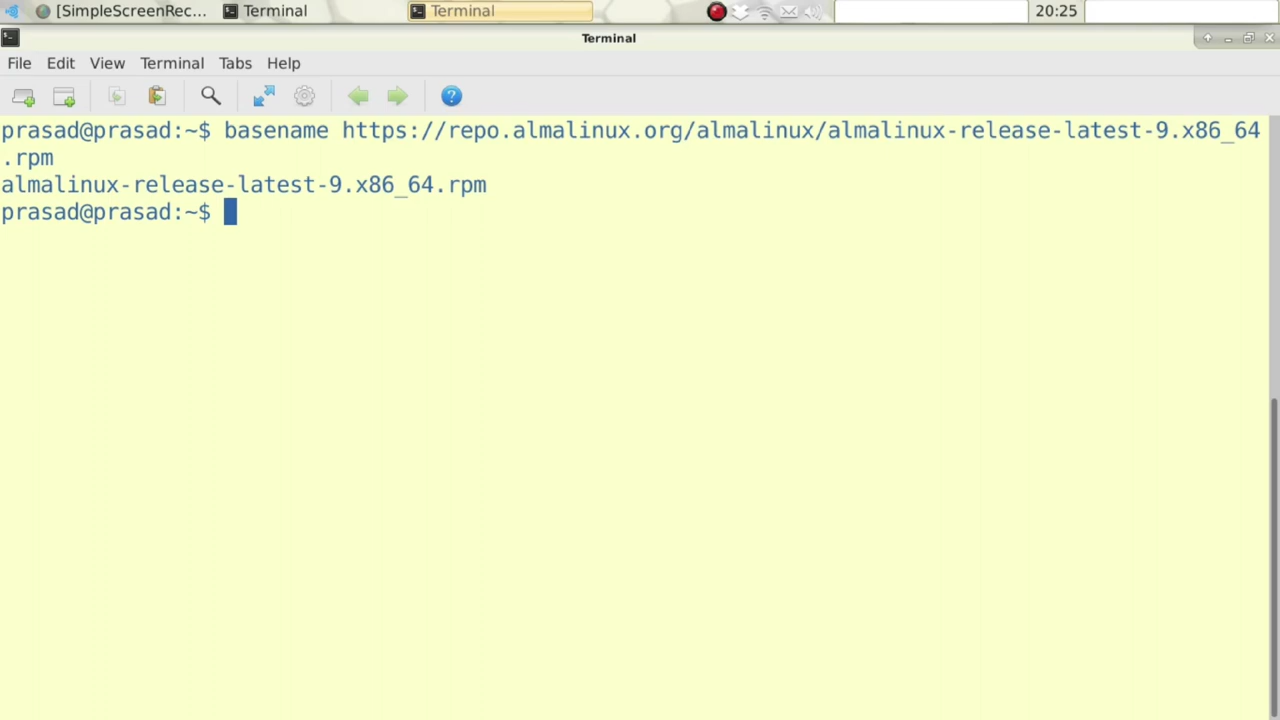 [SimpleScreenRec... Terminal Terminal 20:25
Terminal
File Edit View Terminal Tabs Help
prasad@prasad:~$ basename https://repo.almalinux.org/almalinux/almalinux-release-latest-9.x86_64
.rpm
almalinux-release-latest-9.x86_64.rpm
prasad@prasad:~$